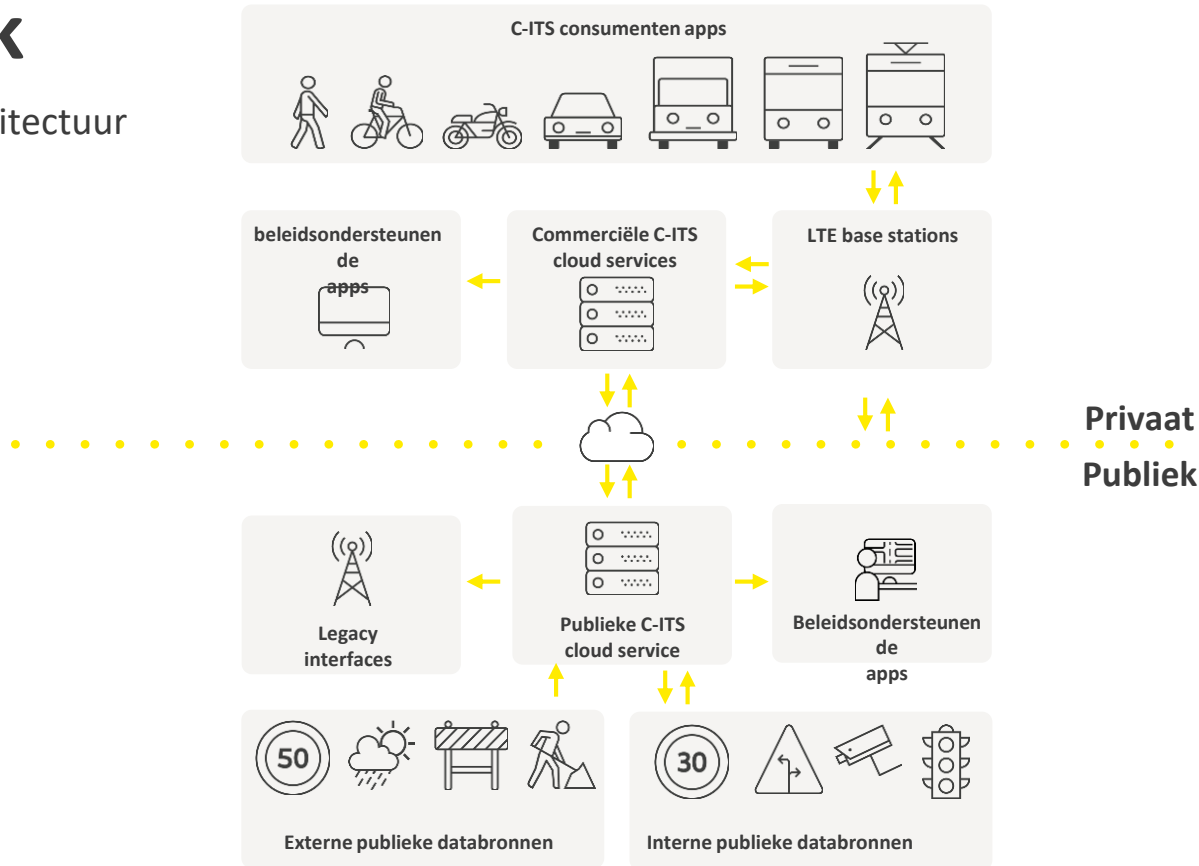 k
itectuur
C-ITS consumenten apps
beleidsondersteunen
de
apps
Commerciële C-ITS
cloud services
LTE base stations
Privaat
Publiek
Legacy
interfaces
Publieke C-ITS
cloud service
Beleidsondersteunen
de
apps
50
30
Externe publieke databronnen
Interne publieke databronnen